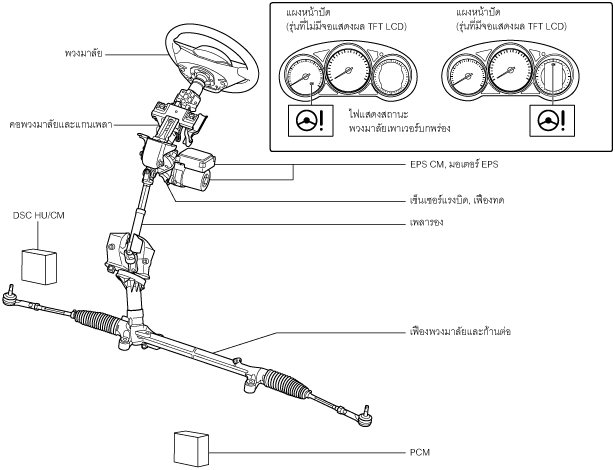 แผงหน้าปัด
(รุ่นที่ไม่มีจอแสดงผล TFT LCD)
แผงหน้าปัด
(รุ่นที่มีจอแสดงผล TFT LCD)
ไฟแสดงสถานะ
พวงมาลัยเพาเวอร์บกพร่อง
พวงมาลัย
คอพวงมาลัยและแกนเพลา
EPS CM, มอเตอร์ EPS
เซ็นเซอร์แรงบิด, เฟืองทด
เพลารอง
DSC HU/CM
เฟืองพวงมาลัยและก้านต่อ
PCM